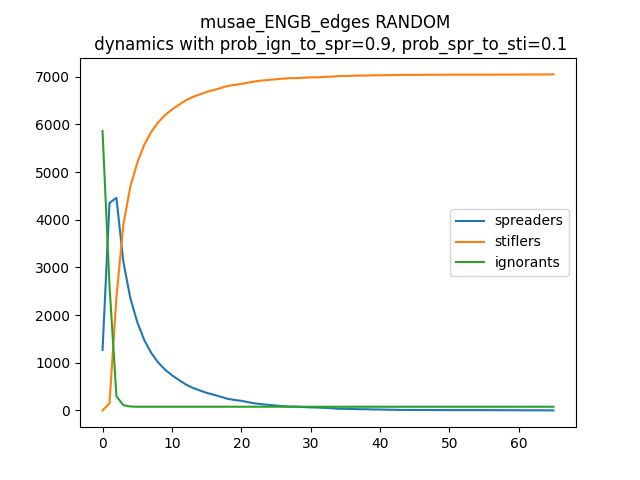 musae_ENGB_edges RANDOM
dynamics with prob_ign_to_spr=0.9, prob_spr_to_sti=0.1
7000
6000
5000
4000
3000
2000
1000
0
spreaders
stiflers
ignorants
0 10 20 30 40 50 60